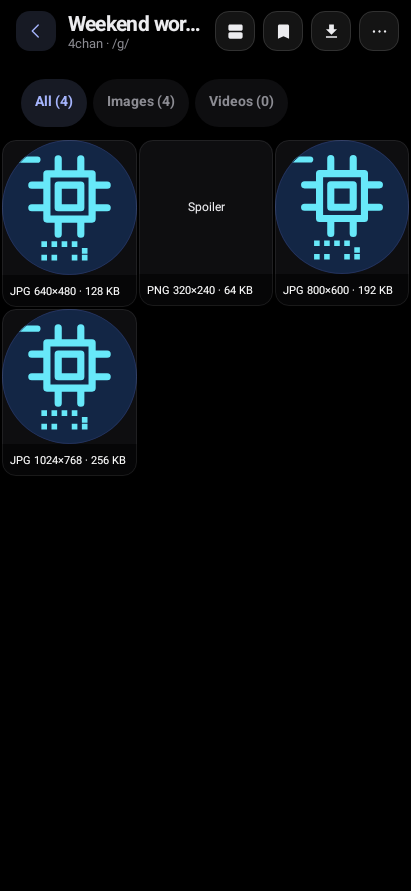 Weekend wor...
4chan · /g/
All (4)
Images (4)
Videos (0)
Spoiler
JPG 640×480 · 128 KB
PNG 320×240 · 64 KB
JPG 800×600 · 192 KB
JPG 1024×768 · 256 KB